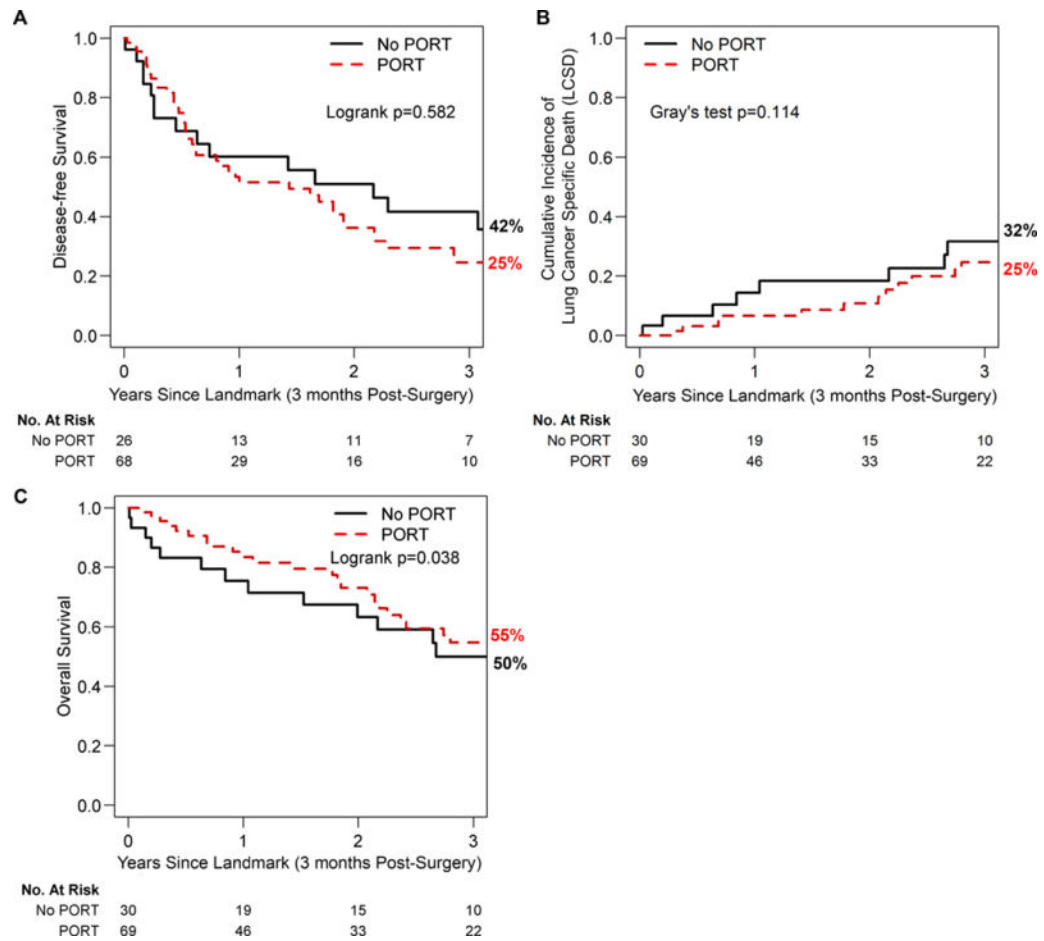 A
Disease-free Survival
1.0
0.8
0.6
0.4
0.2
0.0
No PORT
PORT
Logrank p=0.582
42%
25%
0 1 2 3
Years Since Landmark (3 months Post-Surgery)
No. At Risk
No PORT 26 13 11 7
PORT 68 29 16 10
B
Cumulative Incidence of
Lung Cancer Specific Death (LCSD)
1.0
0.8
0.6
0.4
0.2
0.0
No PORT
PORT
Gray's test p=0.114
32%
25%
0 1 2 3
Years Since Landmark (3 months Post-Surgery)
No. At Risk
No PORT 30 19 15 10
PORT 69 46 33 22
C
Overall Survival
1.0
0.8
0.6
0.4
0.2
0.0
No PORT
PORT
Logrank p=0.038
55%
50%
0 1 2 3
Years Since Landmark (3 months Post-Surgery)
No. At Risk
No PORT 30 19 15 10
PORT 69 46 33 22